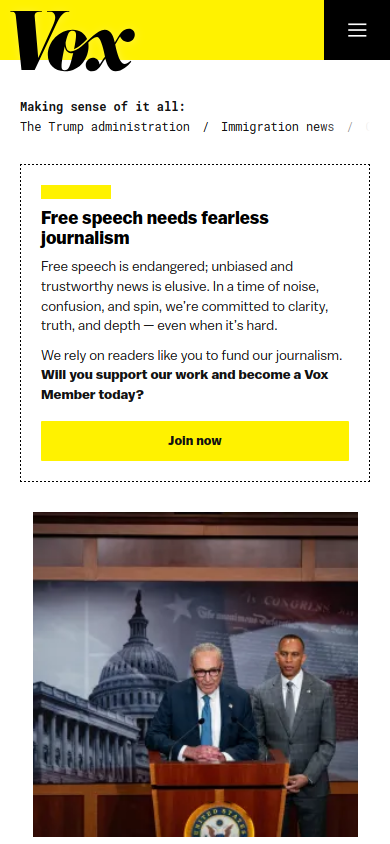 Vox
Making sense of it all:
The Trump administration / Immigration news /
Free speech needs fearless
journalism
Free speech is endangered; unbiased and
trustworthy news is elusive. In a time of noise,
confusion, and spin, we're committed to clarity,
truth, and depth — even when it's hard.
We rely on readers like you to fund our journalism.
Will you support our work and become a Vox
Member today?
Join now
IN CONGRESS
UNITED STATES